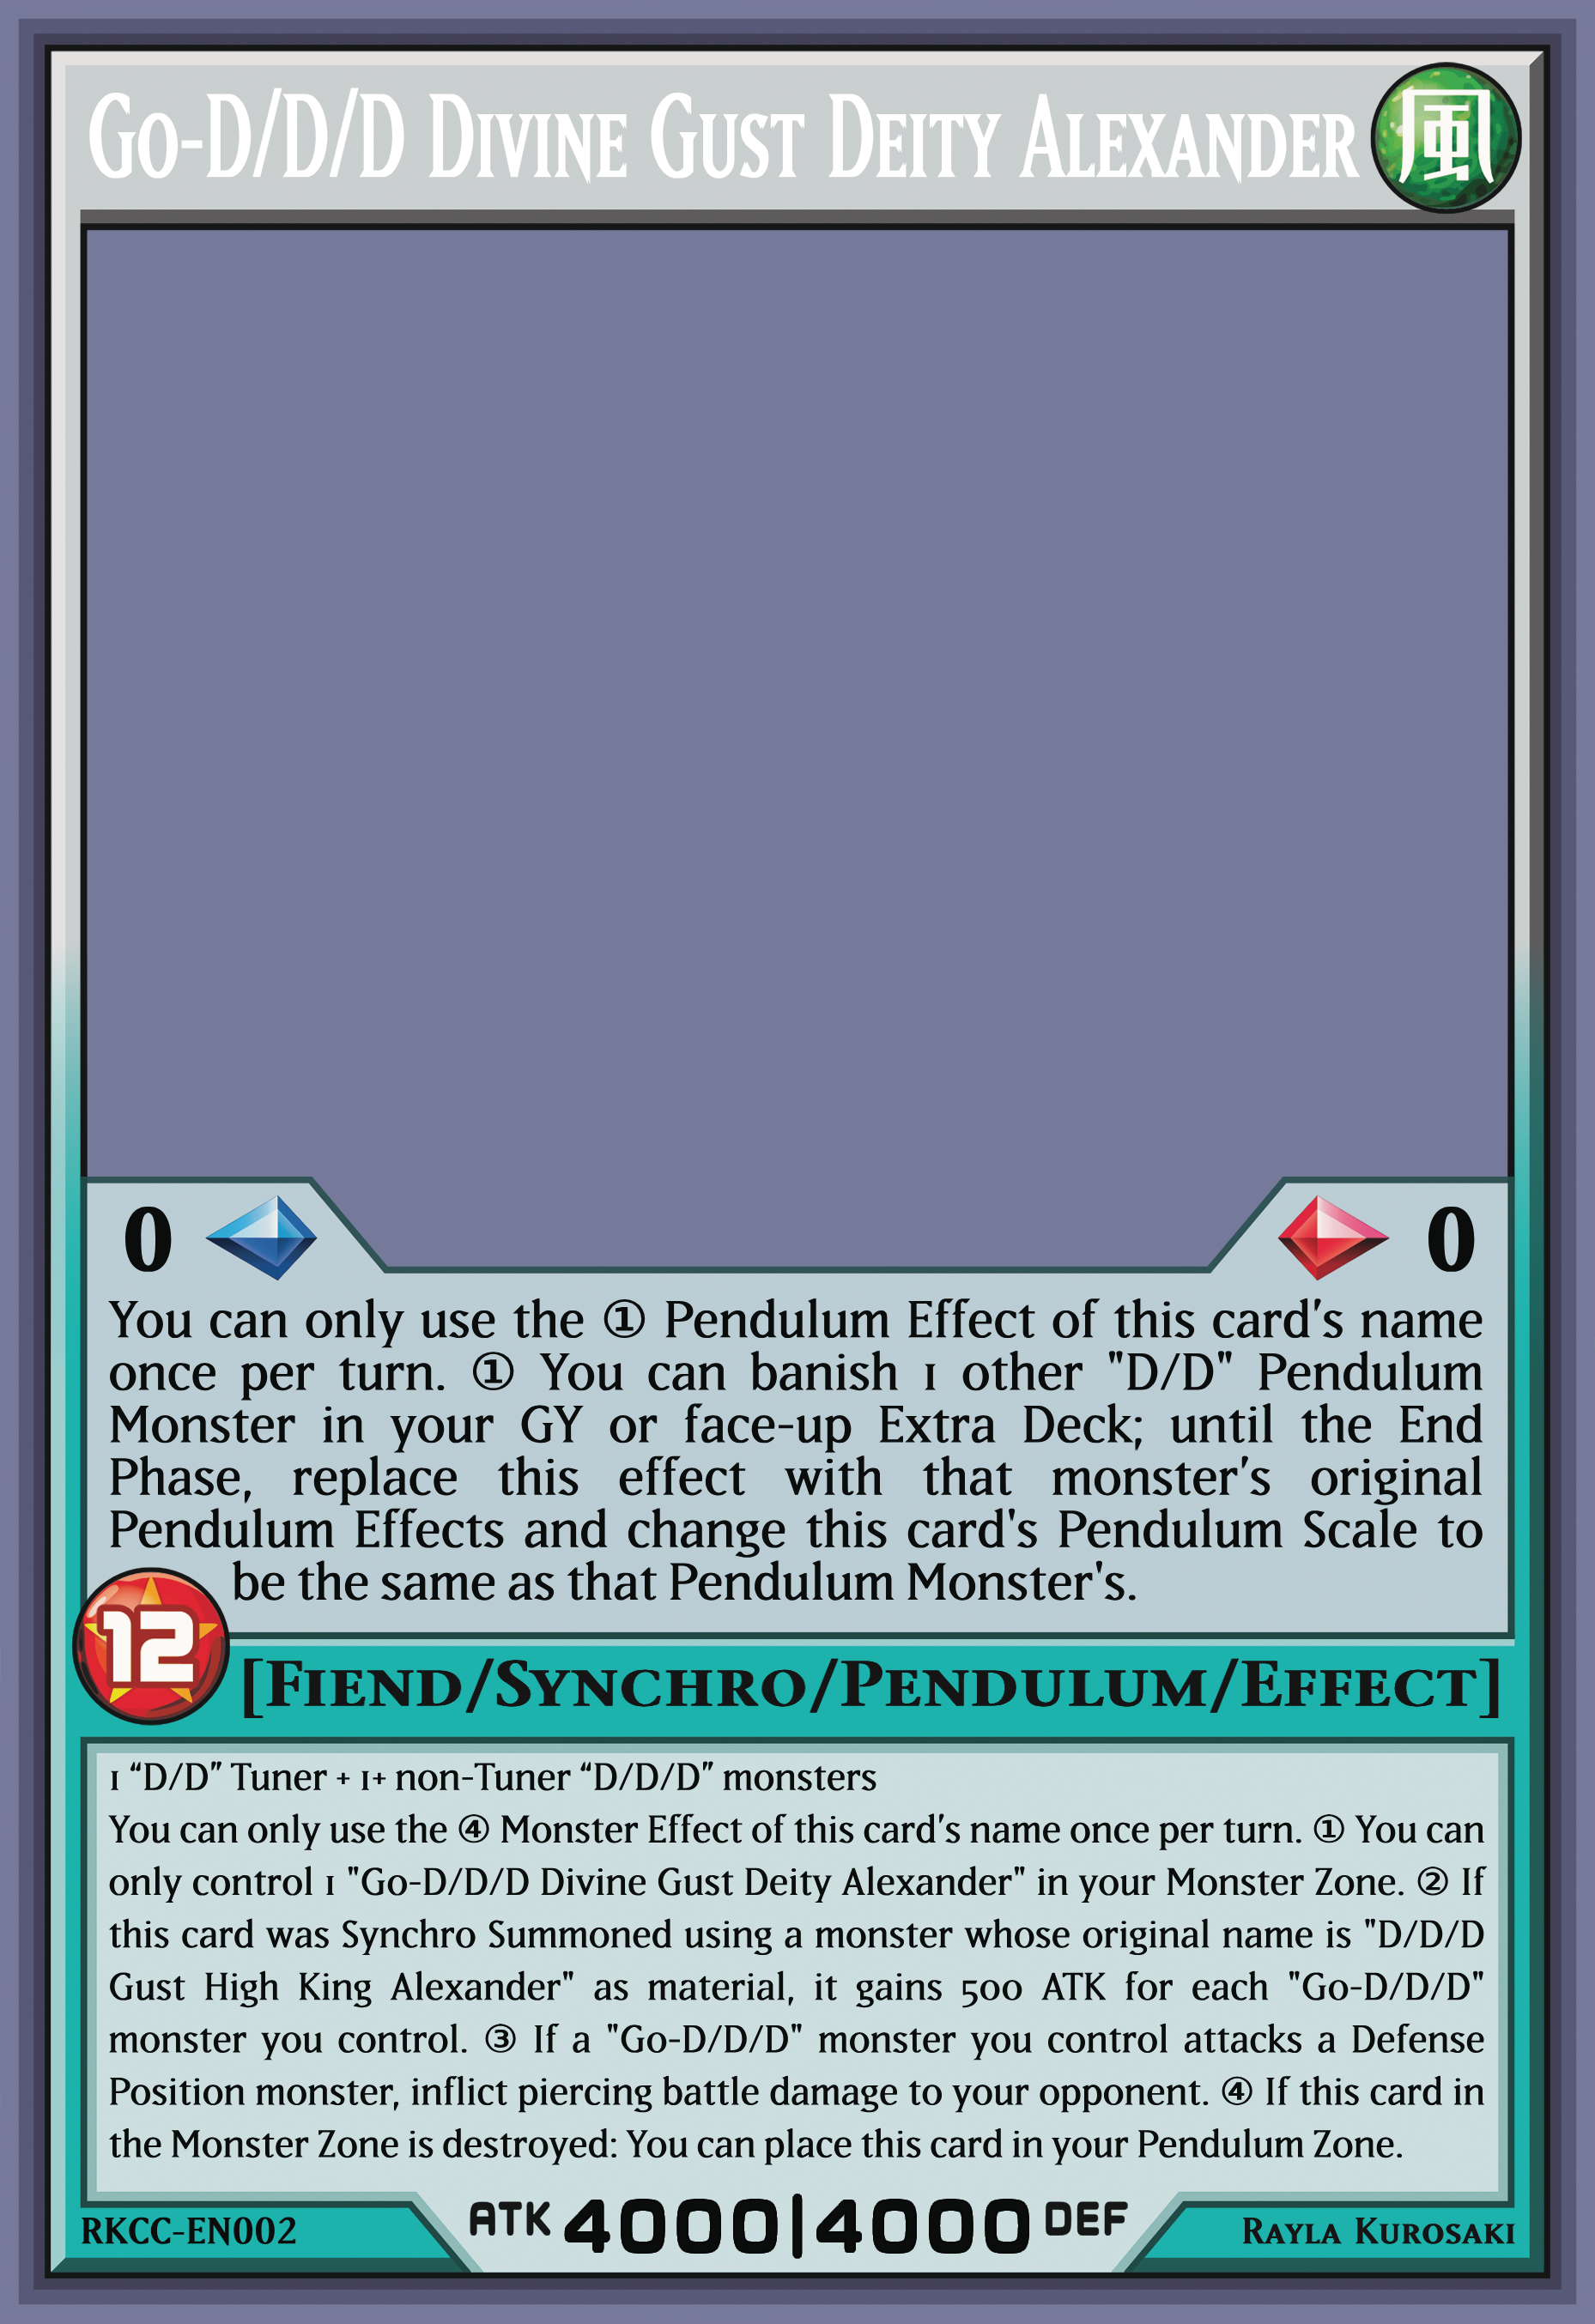 Go-D/D/D Divine Gust Deity Alexander 風
0 0
You can only use the ① Pendulum Effect of this card's name
once per turn. ① You can banish 1 other "D/D" Pendulum
Monster in your GY or face-up Extra Deck; until the End
Phase, replace this effect with that monster's original
Pendulum Effects and change this card's Pendulum Scale to
be the same as that Pendulum Monster's.
12
[Fiend/Synchro/Pendulum/Effect]
1 “D/D” Tuner + 1+ non-Tuner “D/D/D” monsters
You can only use the ④ Monster Effect of this card's name once per turn. ① You can
only control 1 "Go-D/D/D Divine Gust Deity Alexander" in your Monster Zone. ② If
this card was Synchro Summoned using a monster whose original name is "D/D/D
Gust High King Alexander" as material, it gains 500 ATK for each "Go-D/D/D"
monster you control. ③ If a "Go-D/D/D" monster you control attacks a Defense
Position monster, inflict piercing battle damage to your opponent. ④ If this card in
the Monster Zone is destroyed: You can place this card in your Pendulum Zone.
RKCC-EN002
ATK 4000|4000 DEF
Rayla Kurosaki